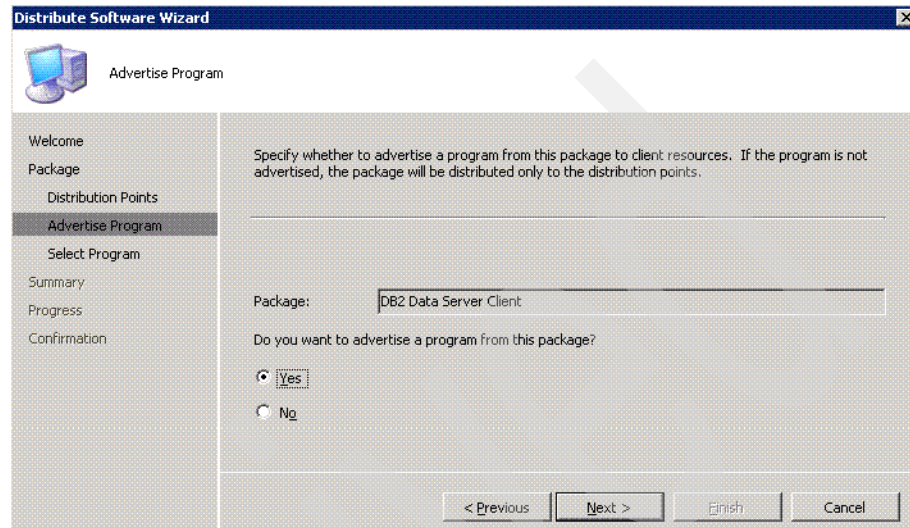 Distribute Software Wizard
Advertise Program
Welcome
Package
Distribution Points
Advertise Program
Select Program
Summary
Progress
Confirmation
Specify whether to advertise a program from this package to client resources. If the program is not
advertised, the package will be distributed only to the distribution points.
Package: DB2 Data Server Client
Do you want to advertise a program from this package?
Yes
No
< Previous Next > Finish Cancel